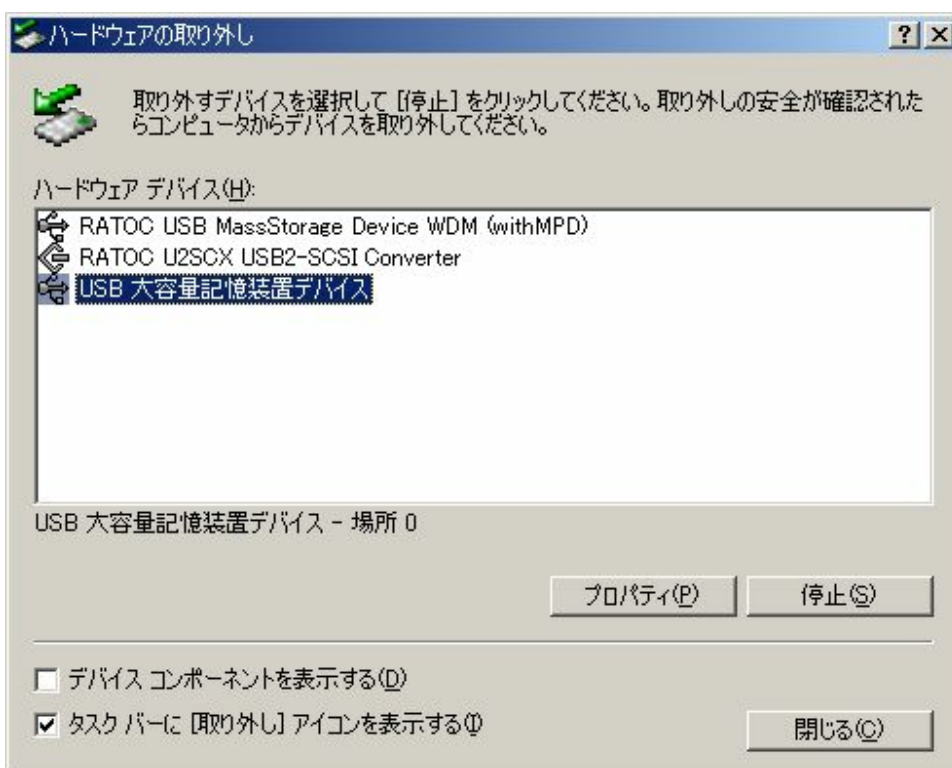 ハードウェアの取り外し
取り外すデバイスを選択して [停止] をクリックしてください。取り外しの安全が確認された
らコンピュータからデバイスを取り外してください。
ハードウェア デバイス(H):
RATOC USB MassStorage Device WDM (withMPD)
RATOC U2SCX USB2-SCSI Converter
USB 大容量記憶装置デバイス
USB 大容量記憶装置デバイス - 場所 0
プロパティ(P) 停止(S)
デバイス コンポーネントを表示する(D)
タスク バーに [取り外し] アイコンを表示する(I)
閉じる(C)